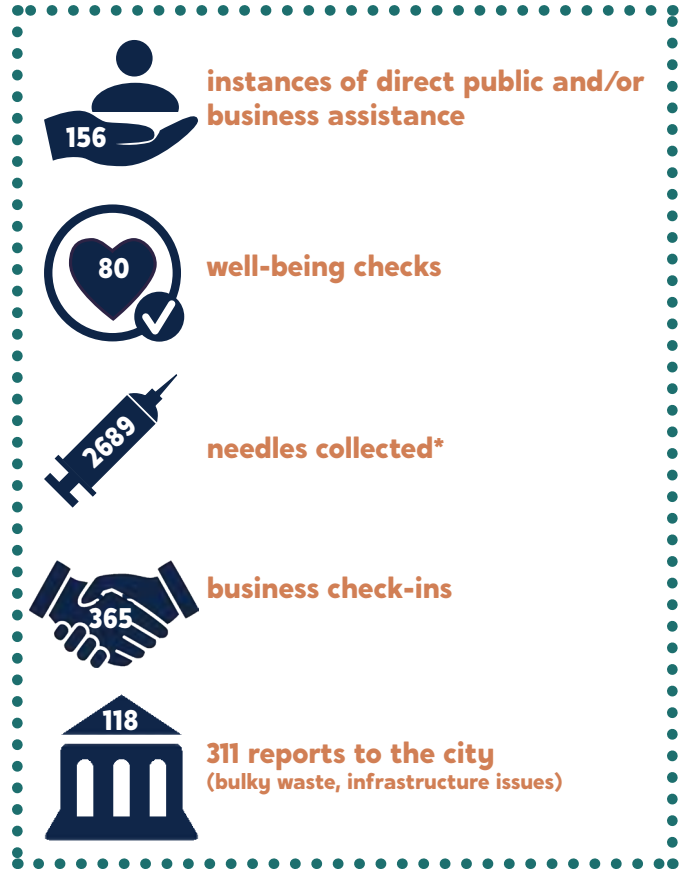 instances of direct public and/or
156 business assistance
80 well-being checks
2689 needles collected*
business check-ins
365
118
311 reports to the city
(bulky waste, infrastructure issues)